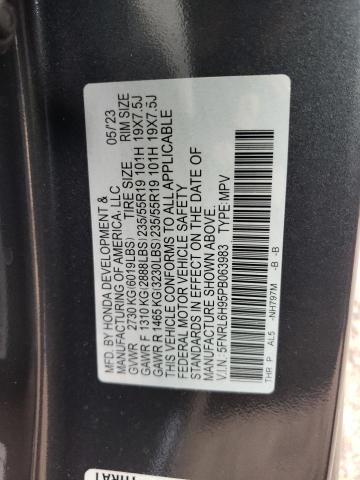 MFD. BY HONDA DEVELOPMENT & 05/'23
MANUFACTURING OF AMERICA, LLC
TIRE SIZE RIM SIZE
GVWR 2730 KG(6019LBS)
GAWR F 1310 KG(2888LBS) 235/55R19 101H 19X7.5J
GAWR R 1465 KG(3230LBS) 235/55R19 101H 19X7.5J
THIS VEHICLE CONFORMS TO ALL APPLICABLE
FEDERAL MOTOR VEHICLE SAFETY
STANDARDS IN EFFECT ON THE DATE OF
MANUFACTURE SHOWN ABOVE.
V.I.N. : 5FNRL6H95PB063983 TYPE:MPV
THR P AL5 -NH797M -B -B